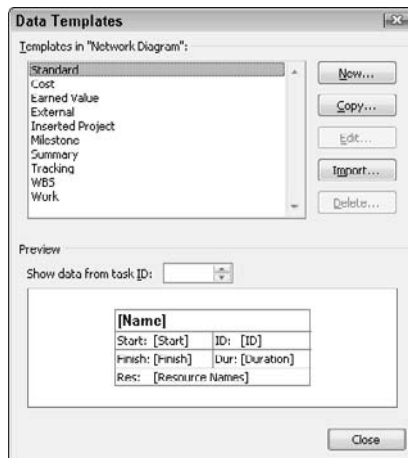 Data Templates
Templates in "Network Diagram":
Standard
Cost
Earned Value
External
Inserted Project
Milestone
Summary
Tracking
WBS
Work
New...
Copy...
Edit...
Import...
Delete...
Preview
Show data from task ID:
[Name]
Start: [Start] ID: [ID]
Finish: [Finish] Dur: [Duration]
Res: [Resource Names]
Close